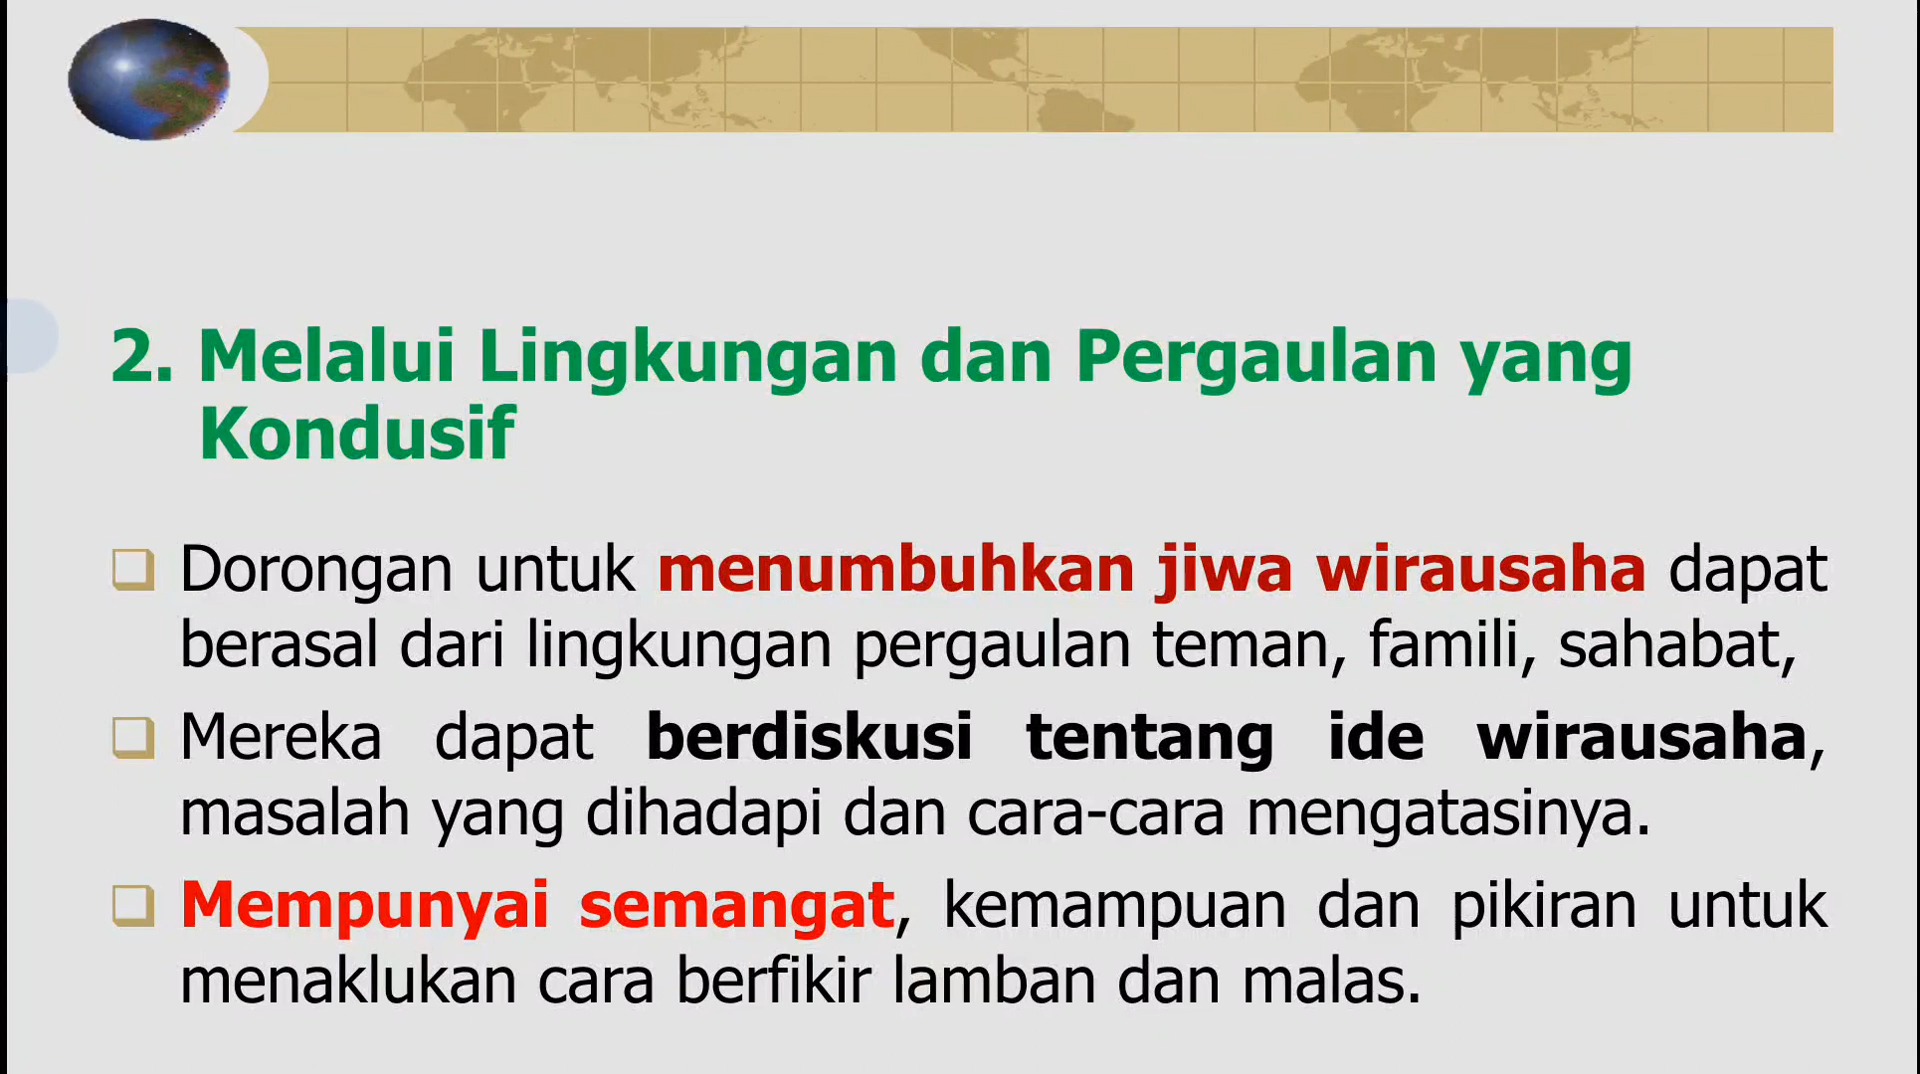 2. Melalui Lingkungan dan Pergaulan yang
Kondusif
Dorongan untuk menumbuhkan jiwa wirausaha dapat
berasal dari lingkungan pergaulan teman, famili, sahabat,
Mereka dapat berdiskusi tentang ide wirausaha,
masalah yang dihadapi dan cara-cara mengatasinya.
Mempunyai semangat, kemampuan dan pikiran untuk
menaklukan cara berfikir lamban dan malas.